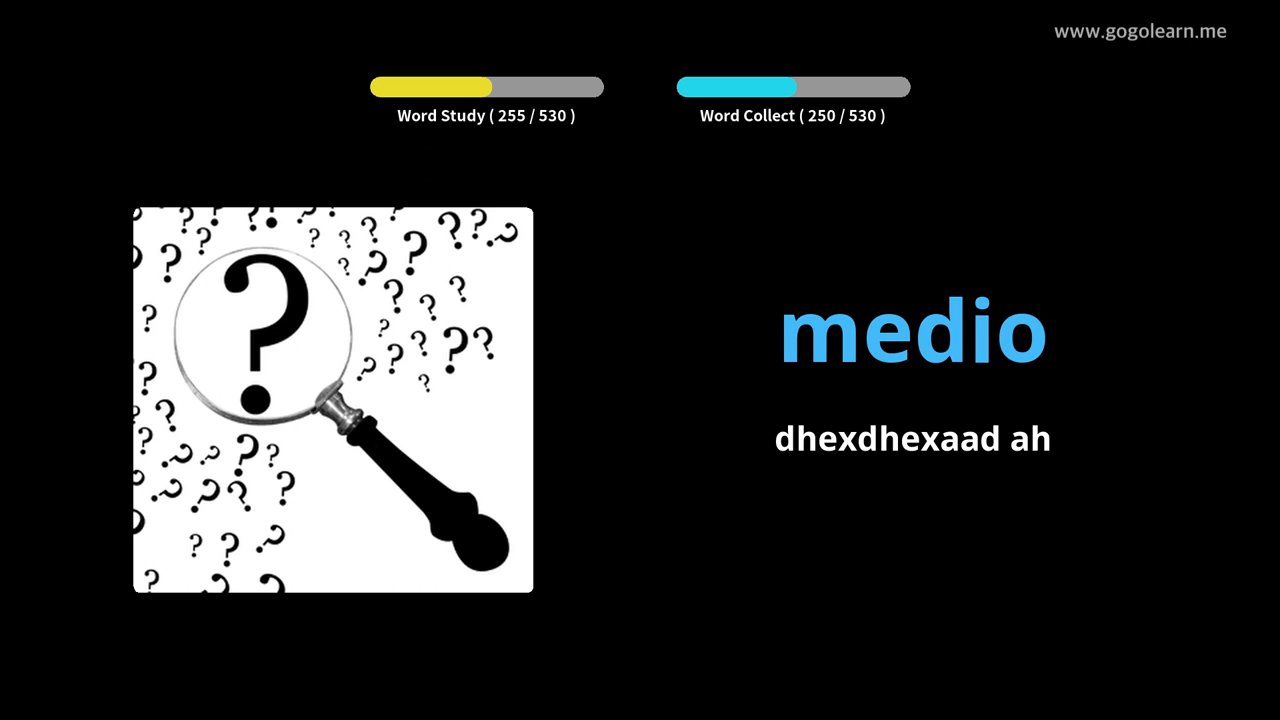 www.gogolearn.me
Word Study ( 255 / 530 )
Word Collect ( 250 / 530 )
medio
dhexdhexaad ah